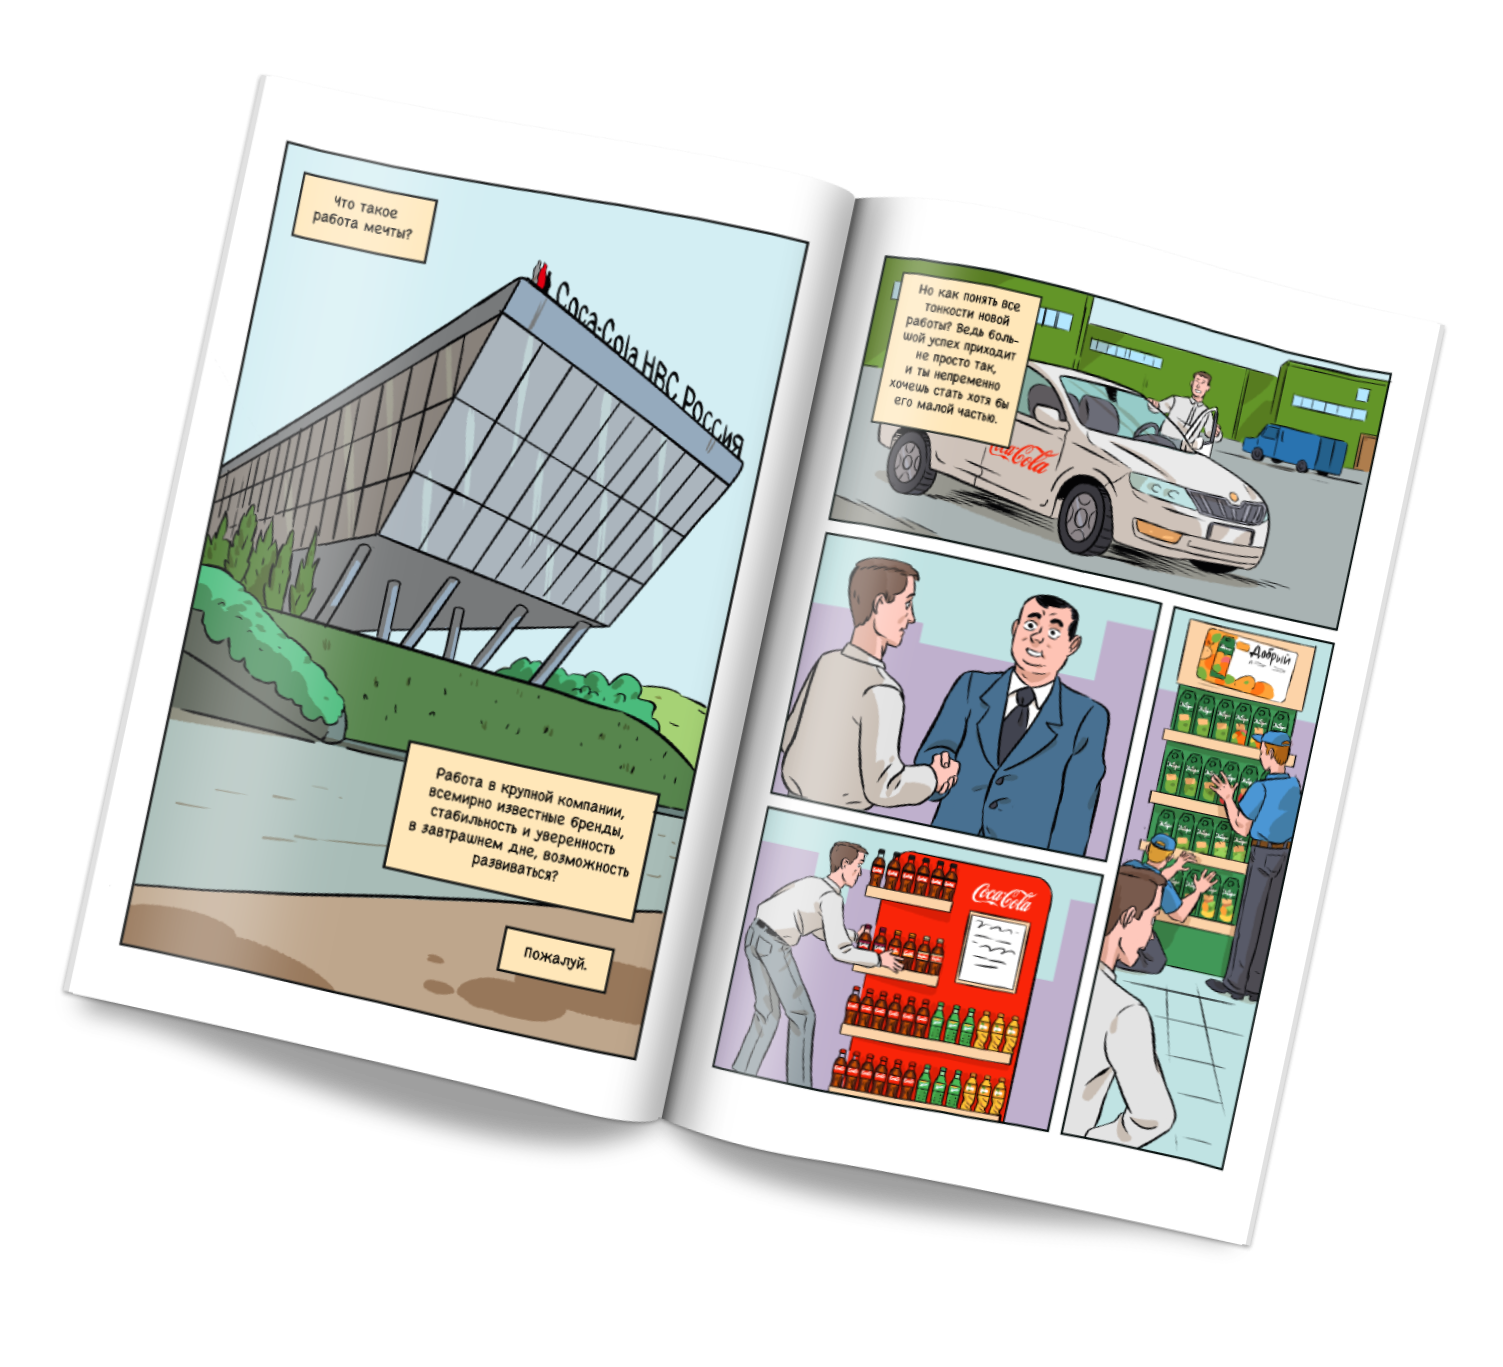 Что такое
работа мечты?
Coca-Cola HBC Россия
Работа в крупной компании,
всемирно известные бренды,
стабильность и уверенность
в завтрашнем дне, возможность
развиваться?
Пожалуй.
Но как понять все
тонкости новой
работы? Ведь боль-
шой успех приходит
не просто так,
и ты непременно
хочешь стать хотя бы
его малой частью.
Coca-Cola
Добрый
Coca-Cola